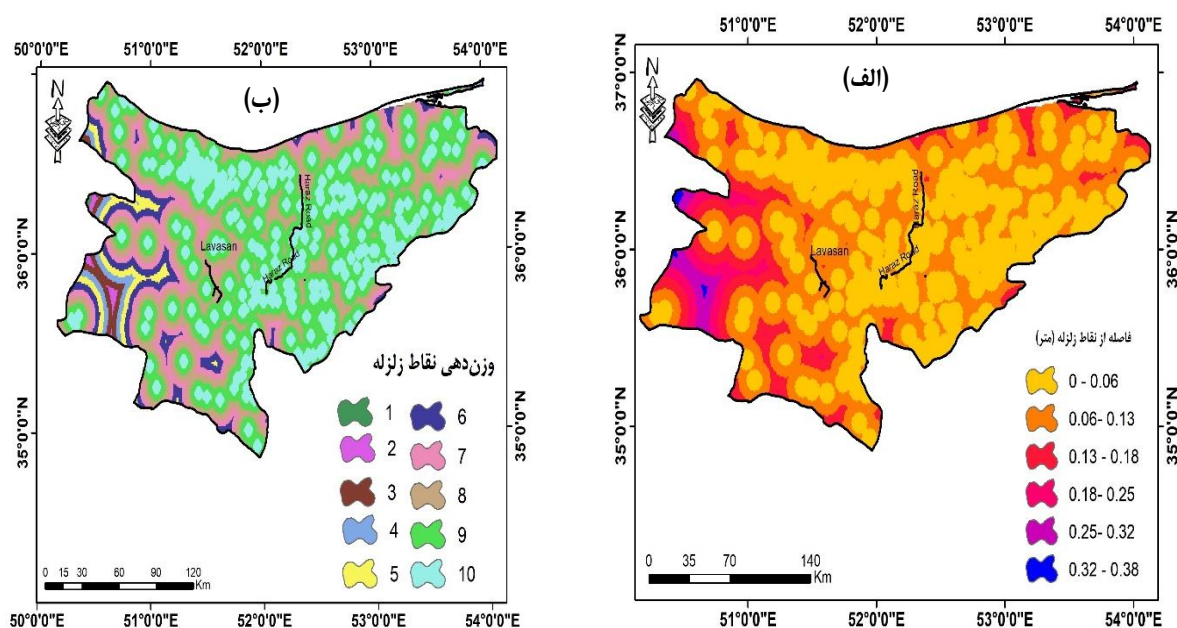 50°0'0"E 51°0'0"E 52°0'0"E 53°0'0"E 54°0'0"E
(ب)
N
36°0'0"N
35°0'0"N
Lavasan
Haraz Road
Haraz Road
وزن‌دهی نقاط زلزله
1 6
2 7
3 8
4 9
5 10
0 15 30 60 90 120
Km
50°0'0"E 51°0'0"E 52°0'0"E 53°0'0"E 54°0'0"E
36°0'0"N
35°0'0"N
51°0'0"E 52°0'0"E 53°0'0"E 54°0'0"E
(الف)
N
37°0'0"N
36°0'0"N
35°0'0"N
Lavasan
Haraz Road
Haraz Road
فاصله از نقاط زلزله (متر)
0 - 0.06
0.06- 0.13
0.13 - 0.18
0.18- 0.25
0.25- 0.32
0.32 - 0.38
0 35 70 140
Km
51°0'0"E 52°0'0"E 53°0'0"E 54°0'0"E